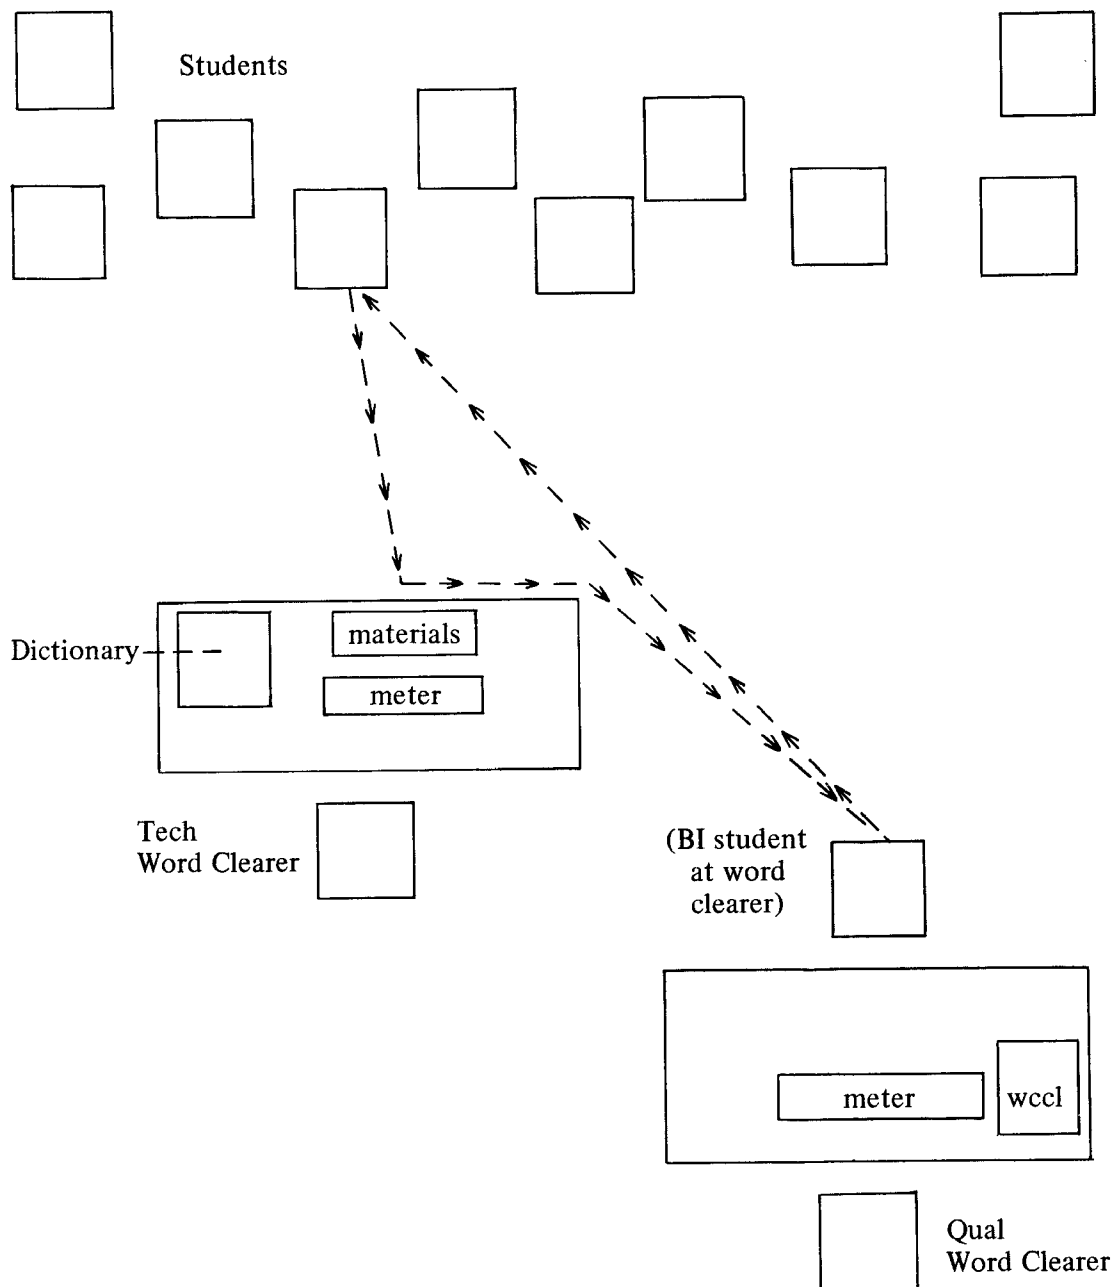 Students
Dictionary
materials
meter
Tech
Word Clearer
(BI student
at word
clearer)
meter
wccl
Qual
Word Clearer